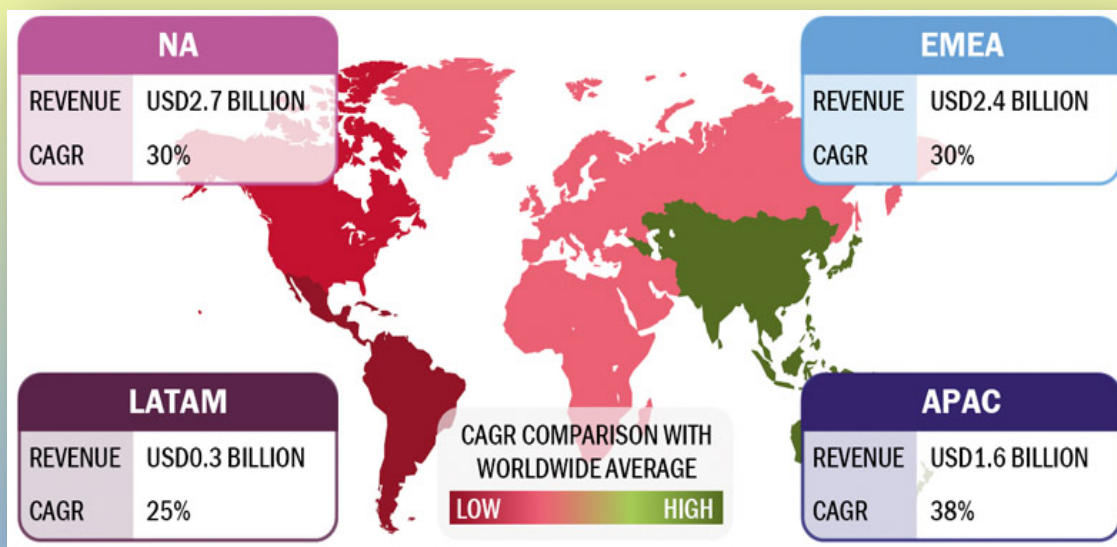 NA
REVENUE USD2.7 BILLION
CAGR 30%
EMEA
REVENUE USD2.4 BILLION
CAGR 30%
LATAM
REVENUE USD0.3 BILLION
CAGR 25%
CAGR COMPARISON WITH
WORLDWIDE AVERAGE
LOW HIGH
APAC
REVENUE USD1.6 BILLION
CAGR 38%